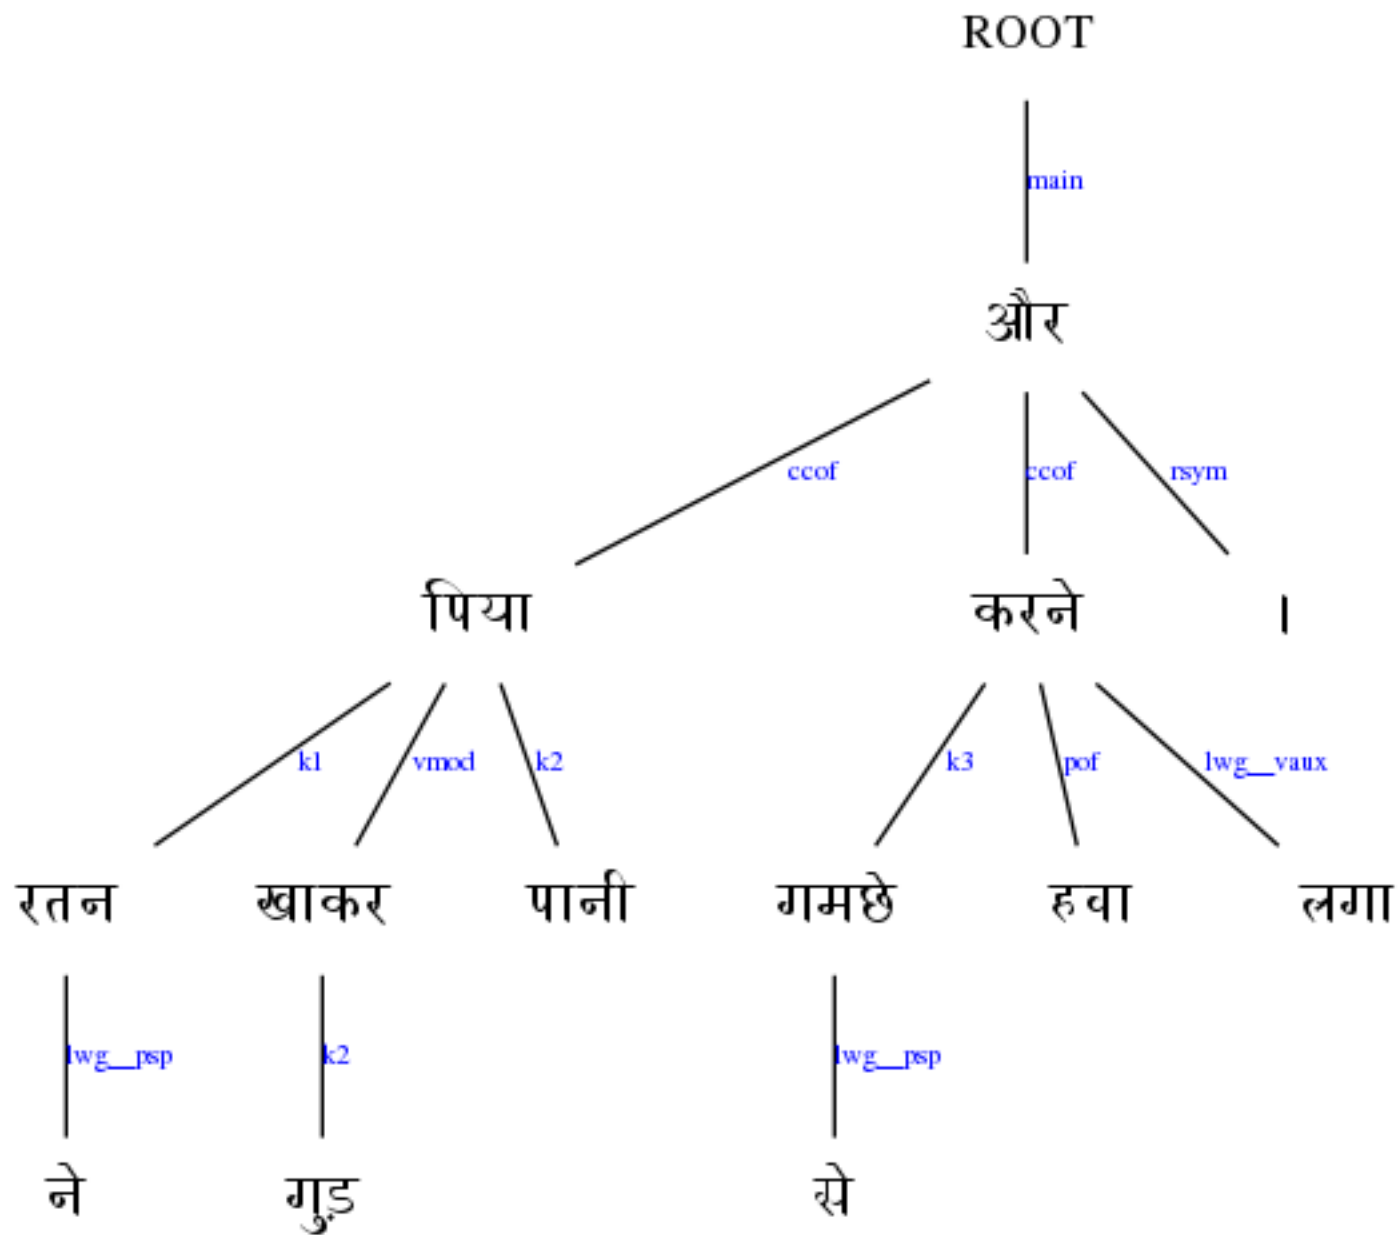 ROOT
main
और
ccof ccof rsym
पिया करने ।
k1 vmod k2 k3 pof lwg__vaux
रतन खाकर पानी गमछे हवा लगा
lwg__psp k2 lwg__psp
ने गुड़ से